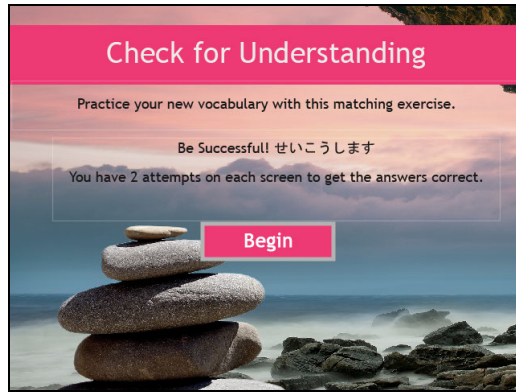 Check for Understanding
Practice your new vocabulary with this matching exercise.
Be Successful! せいこうします
You have 2 attempts on each screen to get the answers correct.
Begin